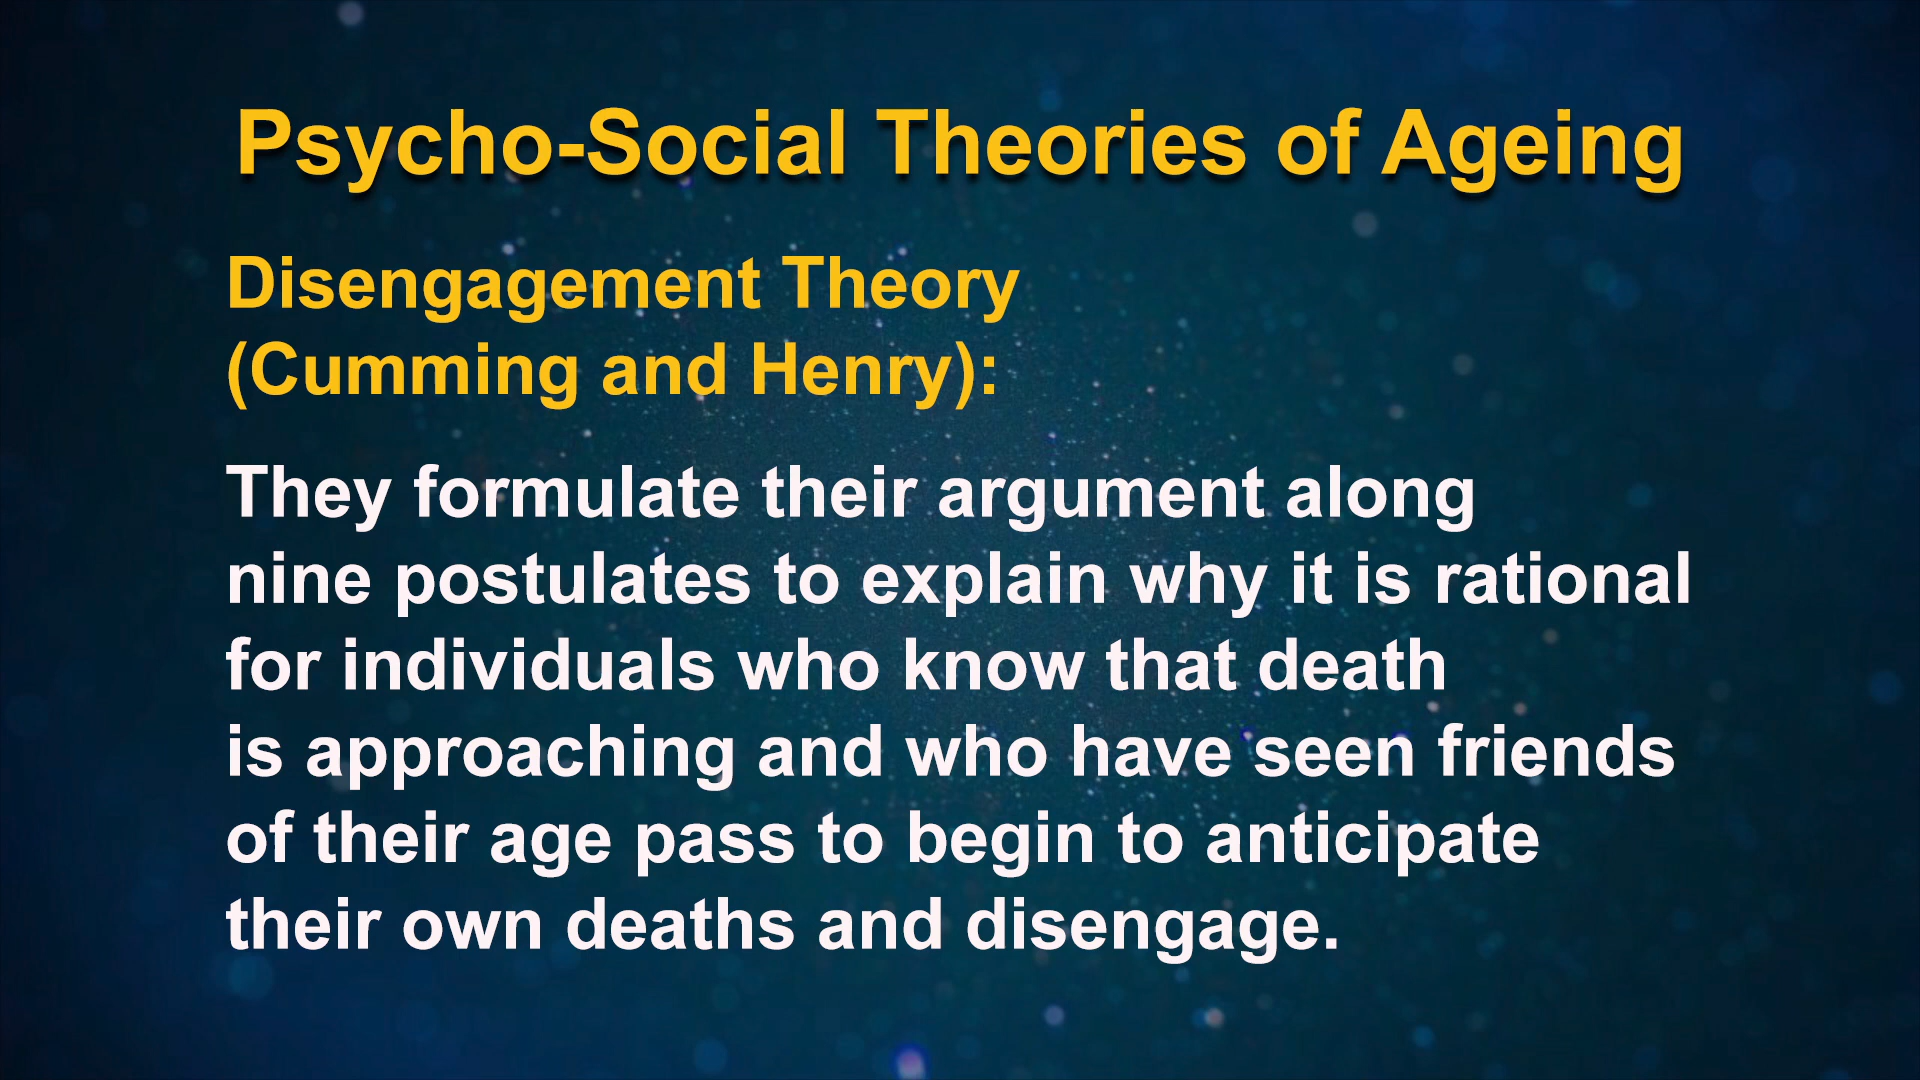 Psycho-Social Theories of Ageing
Disengagement Theory
(Cumming and Henry):
They formulate their argument along
nine postulates to explain why it is rational
for individuals who know that death
is approaching and who have seen friends
of their age pass to begin to anticipate
their own deaths and disengage.